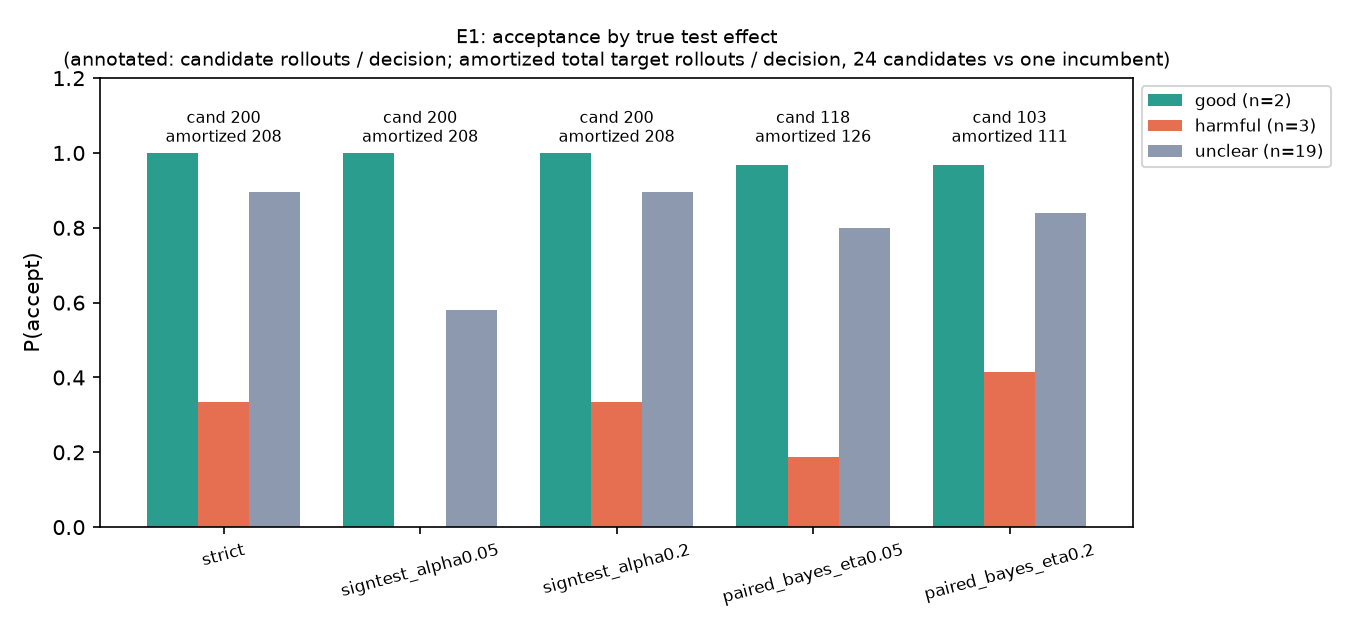 E1: acceptance by true test effect
(annotated: candidate rollouts / decision; amortized total target rollouts / decision, 24 candidates vs one incumbent)
1.2
1.0
0.8
0.6
0.4
0.2
0.0
P(accept)
cand 200
amortized 208
cand 200
amortized 208
cand 200
amortized 208
cand 118
amortized 126
cand 103
amortized 111
good (n=2)
harmful (n=3)
unclear (n=19)
strict
signtest_alpha0.05
signtest_alpha0.2
paired_bayes_eta0.05
paired_bayes_eta0.2